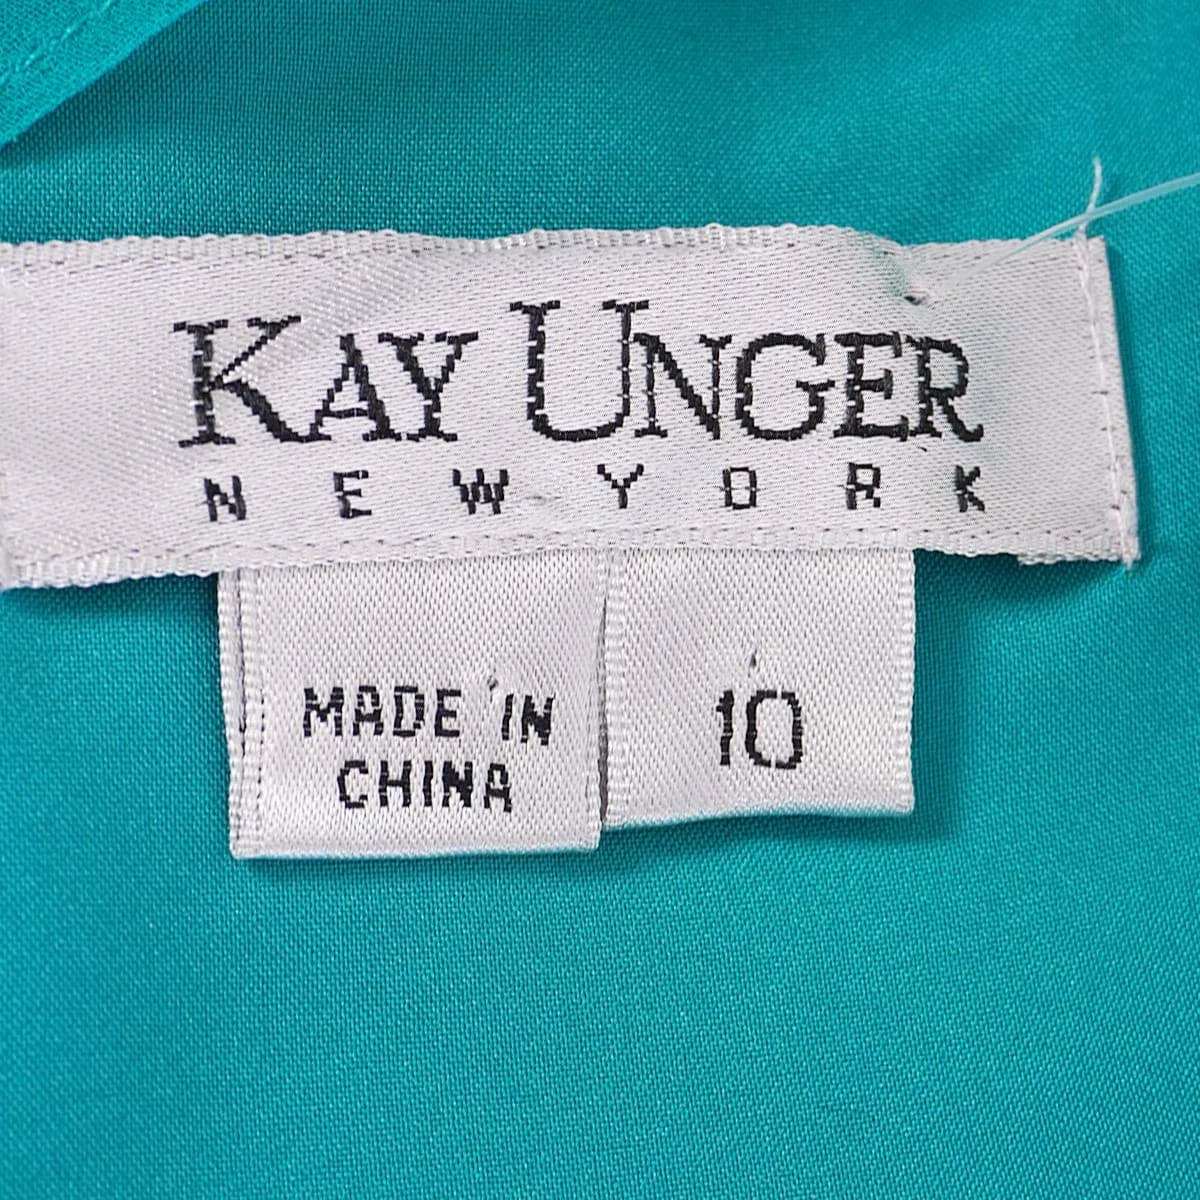 KAY UNGER
NEW YORK
MADE IN
CHINA
10